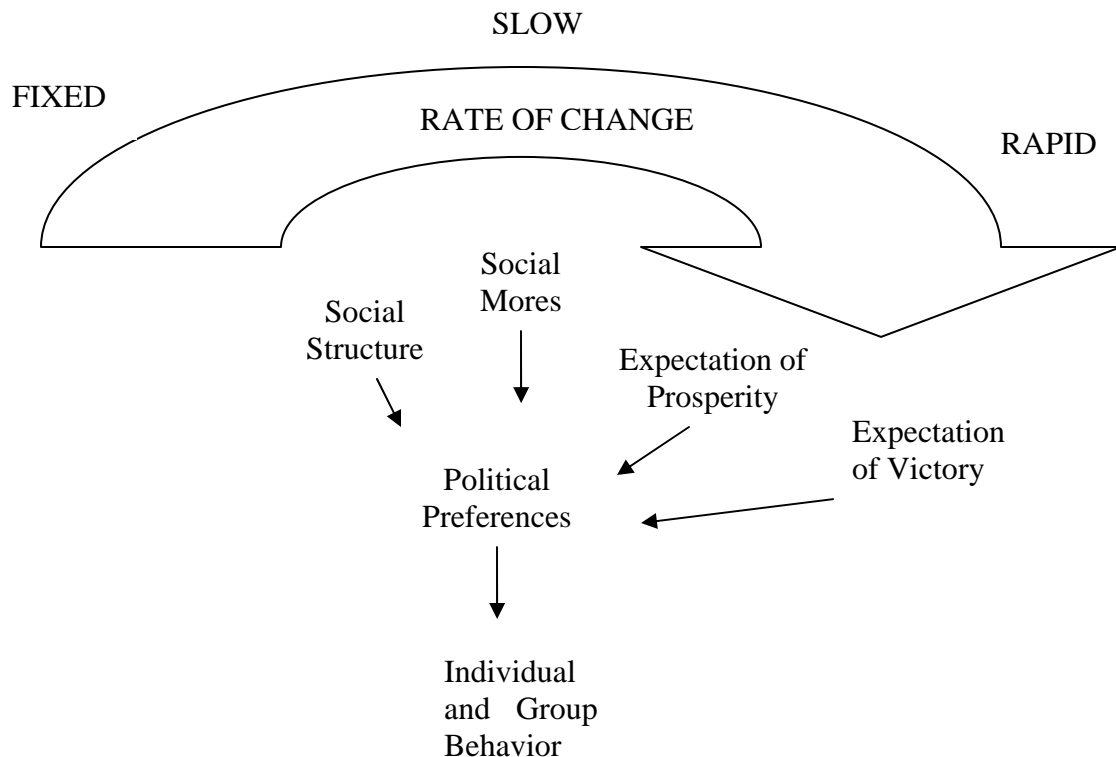 SLOW
FIXED
RATE OF CHANGE
RAPID
Social
Mores
Social
Structure
Expectation of
Prosperity
Expectation
of Victory
Political
Preferences
Individual
and Group
Behavior